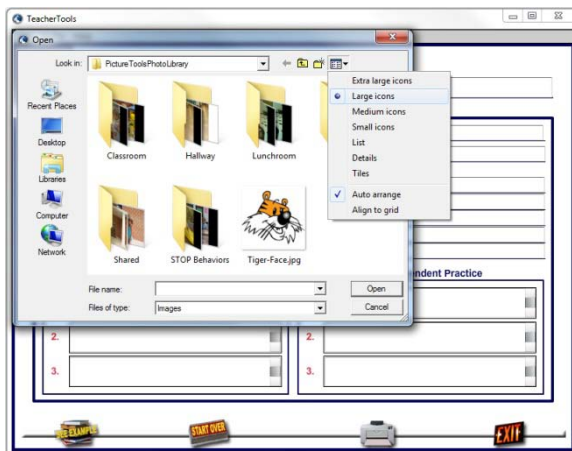 TeacherTools
Open
Look in:
PictureToolsPhotoLibrary
Recent Places
Desktop
Libraries
Computer
Network
Classroom
Hallway
Lunchroom
Shared
STOP Behaviors
Tiger-Face.jpg
Extra large icons
Large icons
Medium icons
Small icons
List
Details
Tiles
Auto arrange
Align to grid
File name:
Open
Files of type:
Images
Cancel
Practice
2.
2.
3.
3.
SEE EXAMPLE
START OVER
EXIT